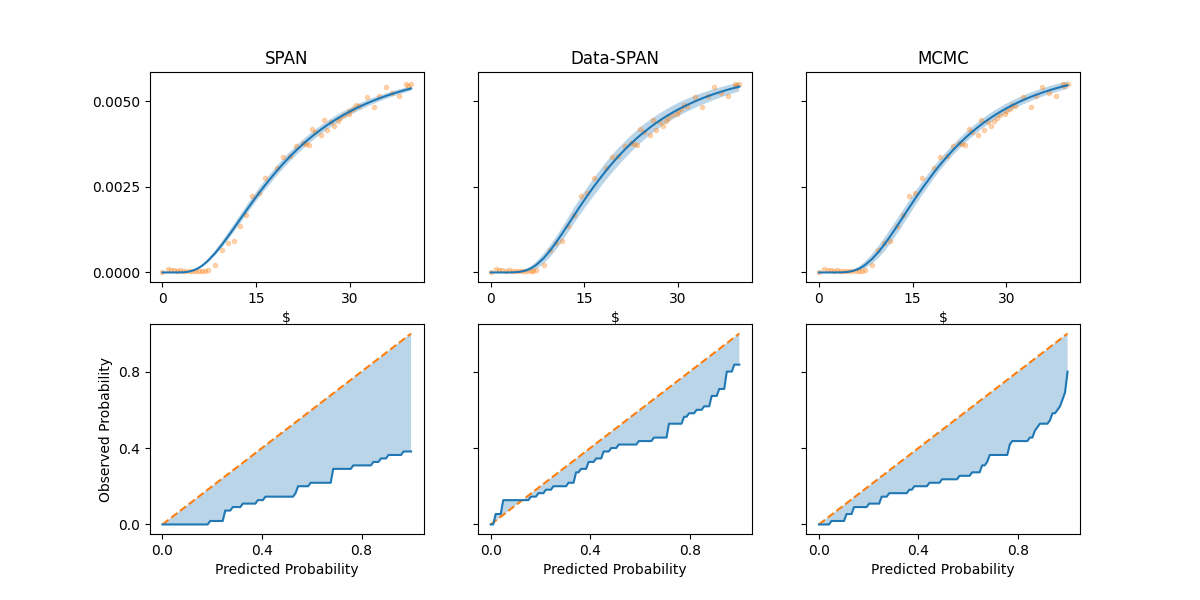 SPAN
Data-SPAN
MCMC
0.0050
0.0025
0.0000
0 15 30
0 15 30
0 15 30
$
$
$
Observed Probability
0.8
0.4
0.0
0.0 0.4 0.8
0.0 0.4 0.8
0.0 0.4 0.8
Predicted Probability
Predicted Probability
Predicted Probability